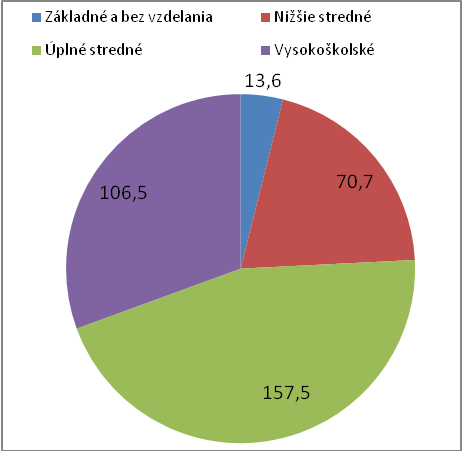 Základné a bez vzdelania
Nižšie stredné
Úplné stredné
Vysokoškolské
13,6
70,7
106,5
157,5